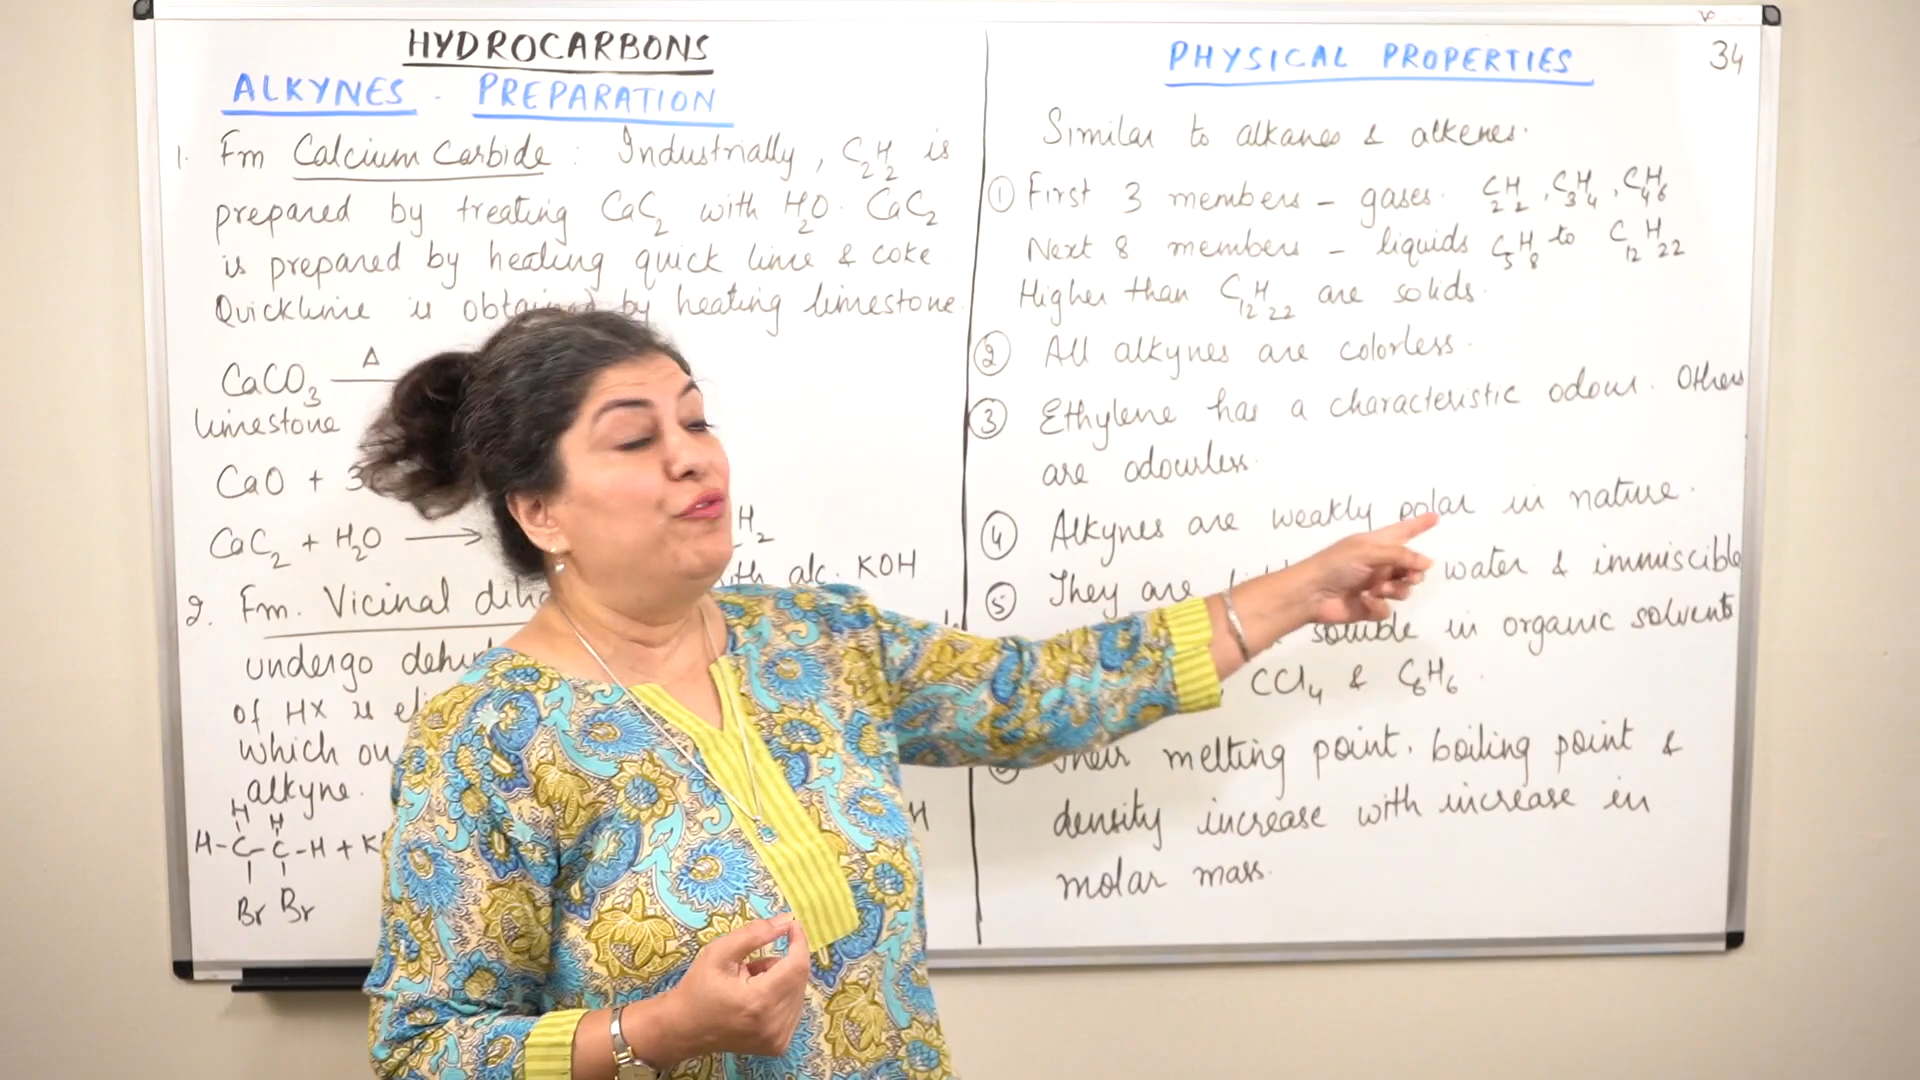 HYDROCARBONS
ALKYNES - PREPARATION
1. Fm Calcium Carbide : Industrially, C2H2 is
prepared by treating CaC2 with H2O. CaC2
is prepared by heating quick lime & coke
Quicklime is obtained by heating limestone.
CaCO3 Δ
limestone
CaO + 3
CaC2 + H2O ⟶ H2
2. Fm. Vicinal with alc. KOH
undergo
of HX is
which
alkyne.
H H
H-C-C-H + K H
Br Br
34
PHYSICAL PROPERTIES
Similar to alkanes & alkenes.
① First 3 members - gases. C2H2, C3H4, C4H6
Next 8 members - liquids C5H8 to C12H22
Higher than C12H22 are solids.
② All alkynes are colorless.
③ Ethylene has a characteristic odour. Others
are odourless.
④ Alkynes are weakly polar in nature.
⑤ They are water & immiscible
soluble in organic solvents
CCl4 & C6H6.
Their melting point, boiling point &
density increase with increase in
molar mass.